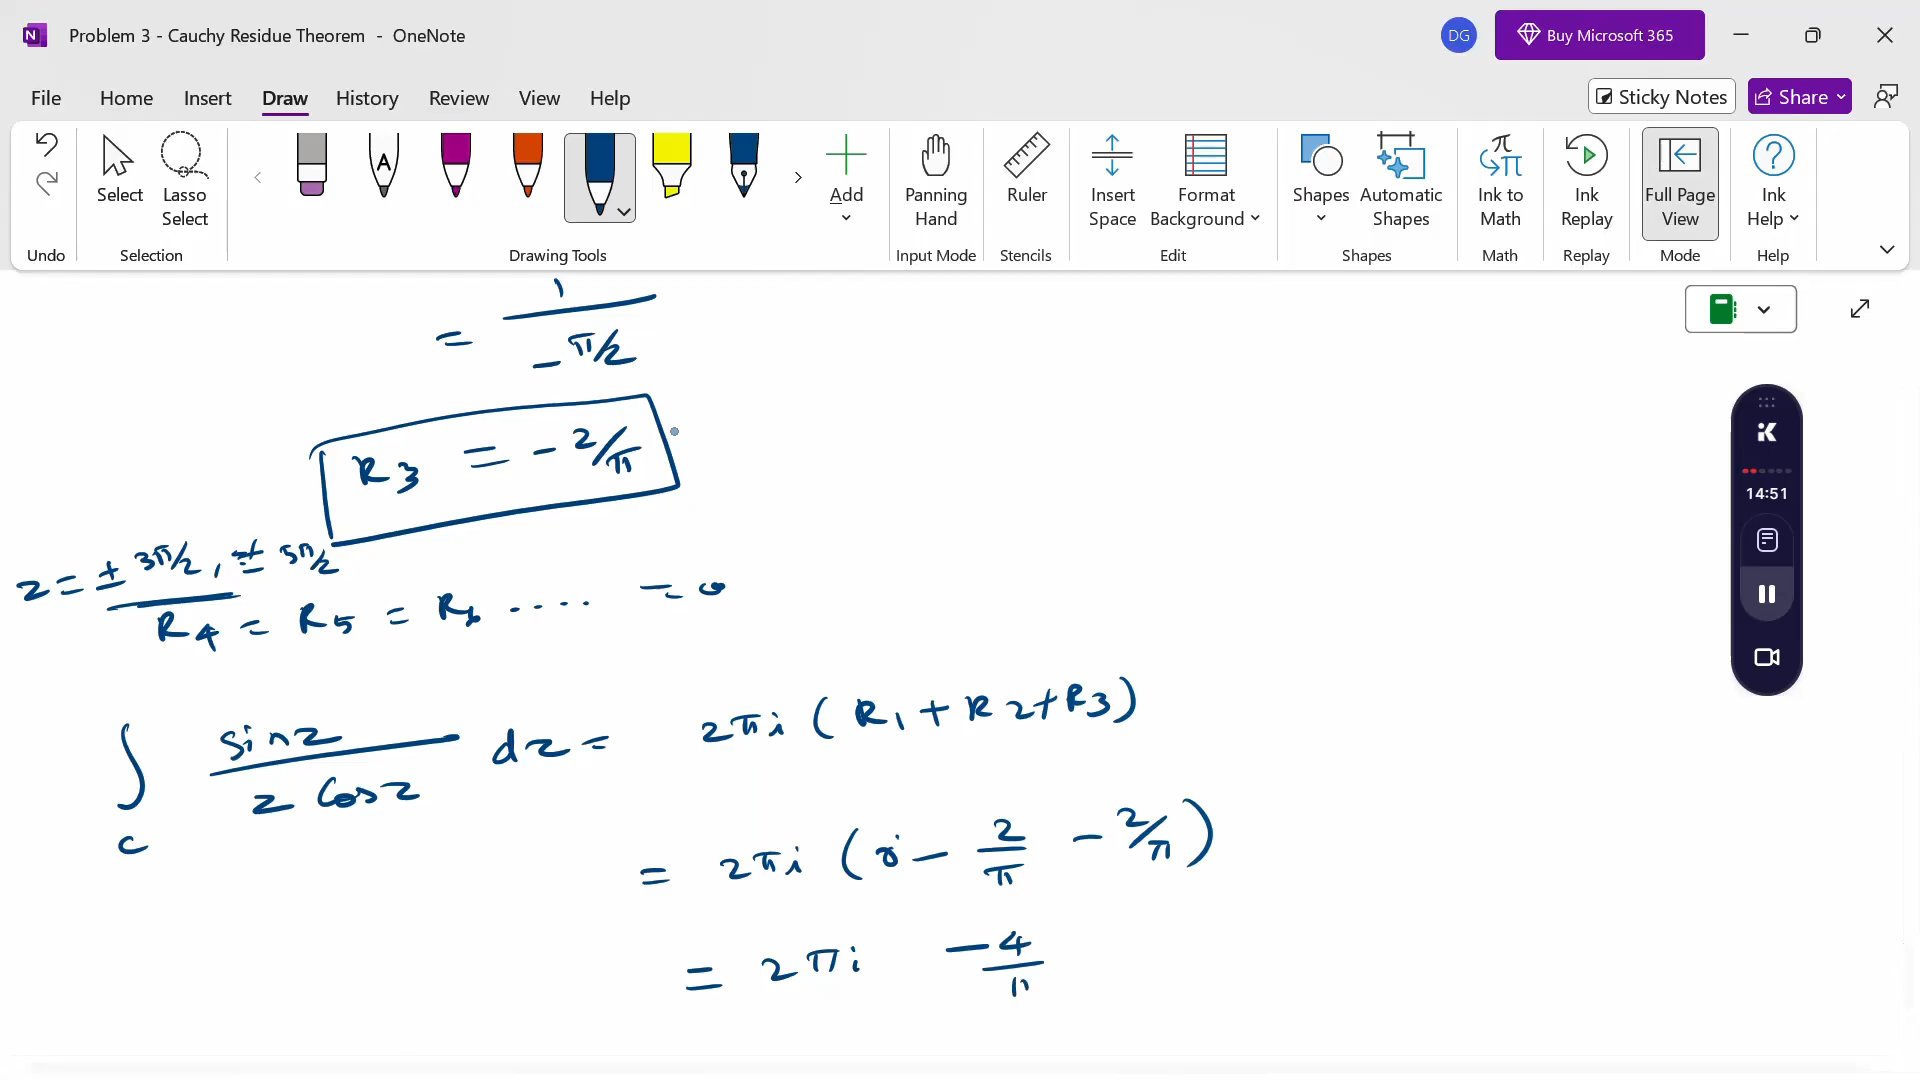 Problem 3 - Cauchy Residue Theorem - OneNote
DG
Buy Microsoft 365
File Home Insert Draw History Review View Help
Sticky Notes
Share
A
π
Select
Lasso Select
Add
Panning Hand
Ruler
Insert Space
Format Background
Shapes
Automatic Shapes
Ink to Math
Ink Replay
Full Page View
Ink Help
Undo
Selection
Drawing Tools
Input Mode
Stencils
Edit
Shapes
Math
Replay
Mode
Help
= 1 / -π/2
R3 = -2/π
z = ± 3π/2, ± 5π/2
R4 = R5 = R6 .... = 0
14:51
∫_C sin z / z Cos z dz = 2πi (R1 + R2 + R3)
= 2πi (0 - 2/π - 2/π)
= 2πi -4/π